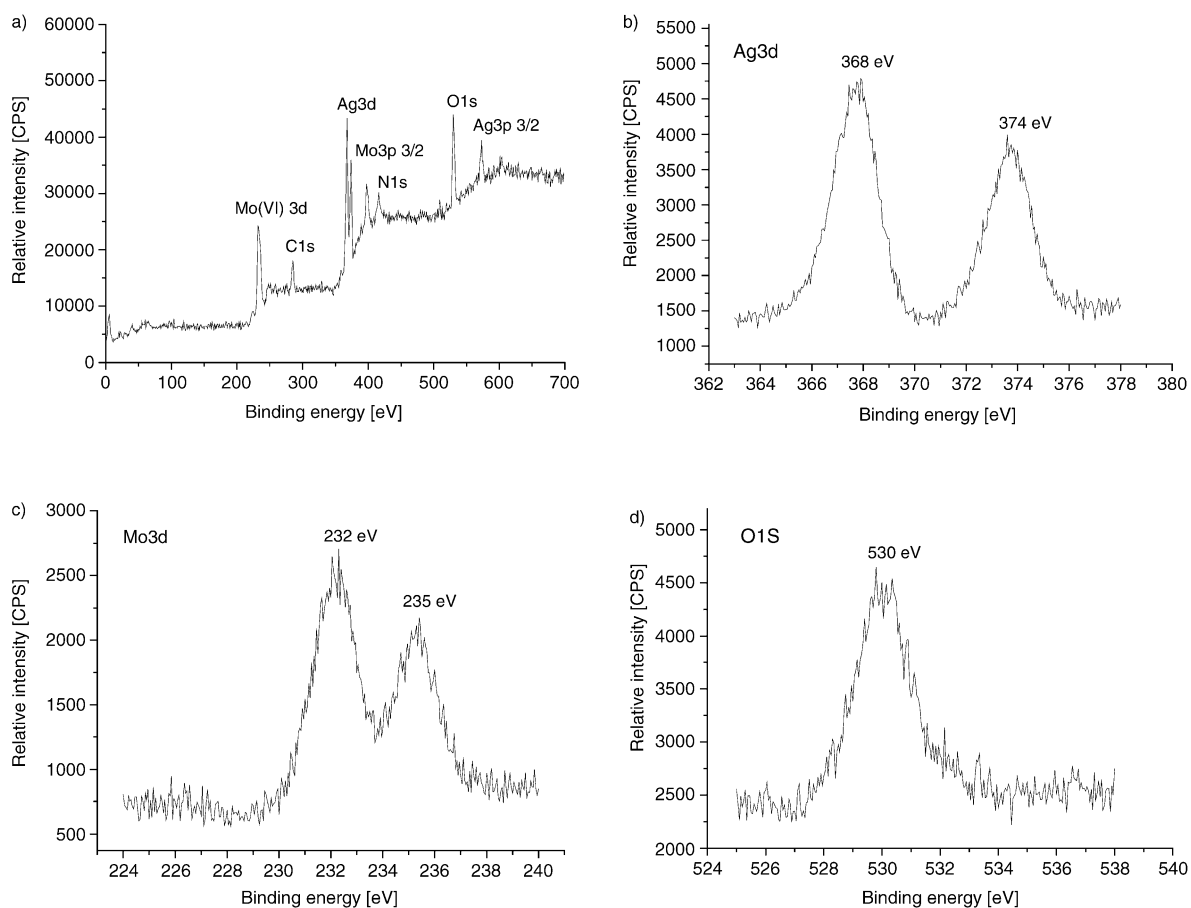 a)
60000
50000
40000
30000
20000
10000
0
Relative intensity [CPS]
Mo(VI) 3d
C1s
Ag3d
Mo3p 3/2
N1s
O1s
Ag3p 3/2
0 100 200 300 400 500 600 700
Binding energy [eV]
b)
Ag3d
5500
5000
4500
4000
3500
3000
2500
2000
1500
1000
Relative intensity [CPS]
368 eV
374 eV
362 364 366 368 370 372 374 376 378 380
Binding energy [eV]
c)
Mo3d
3000
2500
2000
1500
1000
500
Relative intensity [CPS]
232 eV
235 eV
224 226 228 230 232 234 236 238 240
Binding energy [eV]
d)
O1S
5000
4500
4000
3500
3000
2500
2000
Relative intensity [CPS]
530 eV
524 526 528 530 532 534 536 538 540
Binding energy [eV]